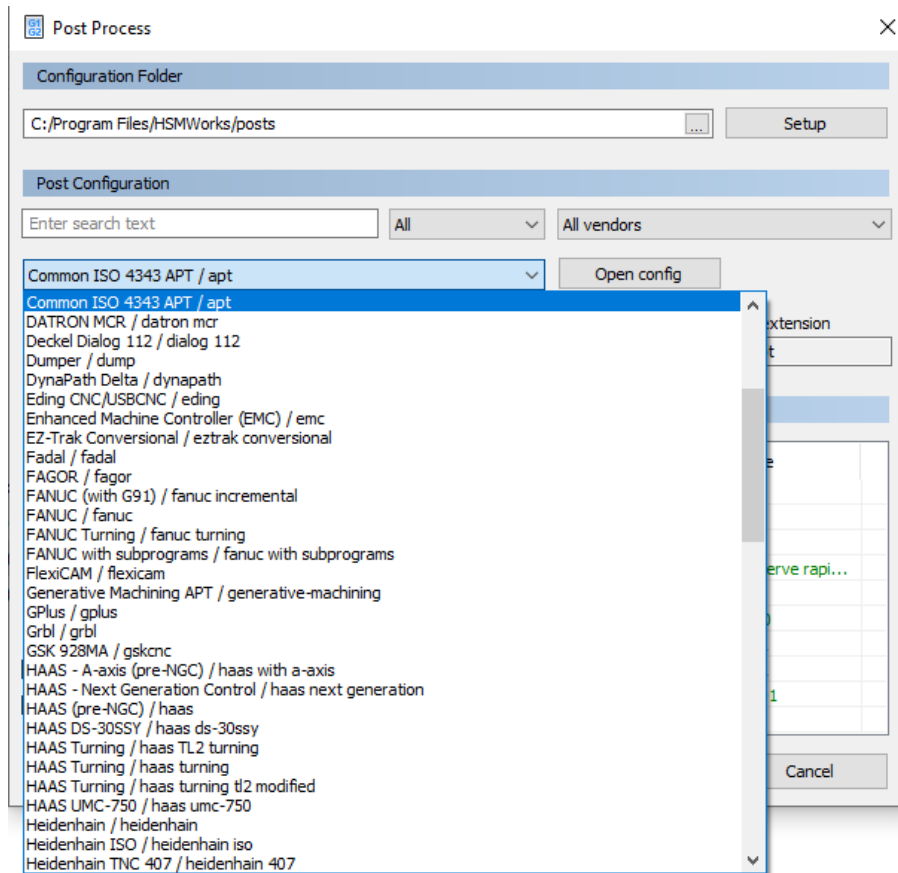 G1
G2
Post Process
Configuration Folder
C:/Program Files/HSMWorks/posts
...
Setup
Post Configuration
Enter search text
All
All vendors
Common ISO 4343 APT / apt
Open config
Common ISO 4343 APT / apt
DATRON MCR / datron mcr
Deckel Dialog 112 / dialog 112
Dumper / dump
DynaPath Delta / dynapath
Eding CNC/USBCNC / eding
Enhanced Machine Controller (EMC) / emc
EZ-Trak Conversional / eztrak conversional
Fadal / fadal
FAGOR / fagor
FANUC (with G91) / fanuc incremental
FANUC / fanuc
FANUC Turning / fanuc turning
FANUC with subprograms / fanuc with subprograms
FlexiCAM / flexicam
Generative Machining APT / generative-machining
GPlus / gplus
Grbl / grbl
GSK 928MA / gskcnc
HAAS - A-axis (pre-NGC) / haas with a-axis
HAAS - Next Generation Control / haas next generation
HAAS (pre-NGC) / haas
HAAS DS-30SSY / haas ds-30ssy
HAAS Turning / haas TL2 turning
HAAS Turning / haas turning
HAAS Turning / haas turning tl2 modified
HAAS UMC-750 / haas umc-750
Heidenhain / heidenhain
Heidenhain ISO / heidenhain iso
Heidenhain TNC 407 / heidenhain 407
extension
t
e
erve rapi...
1
Cancel